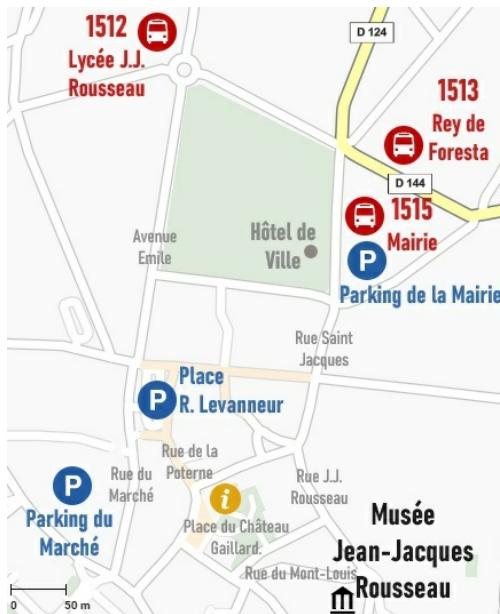 1512
Lycée J.J.
Rousseau
D 124
1513
Rey de
Foresta
D 144
1515
Mairie
Avenue
Emile
Hôtel de
Ville
P
Parking de la Mairie
Rue Saint
Jacques
P
Place
R. Levanneur
Rue de la
Poterne
Rue du
Marché
P
Parking du
Marché
Rue J.J.
Rousseau
i
Place du Château
Gaillard.
Musée
Jean-Jacques
Rousseau
Rue du Mont-Louis
0 50 m